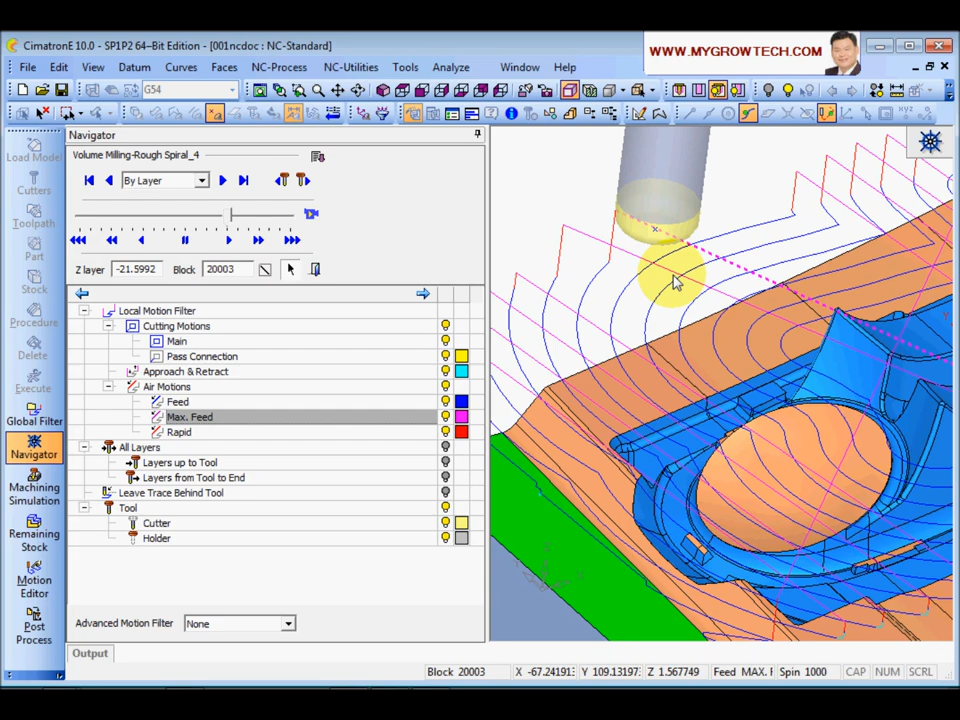 CimatronE 10.0 - SP1P2 64–Bit Edition - [001ncdoc : NC-Standard]
WWW.MYGROWTECH.COM
File Edit View Datum Curves Faces NC-Process NC-Utilities Tools Analyze Window Help
G54
Load Model
Cutters
Toolpath
Part
Stock
Procedure
Delete
Execute
Global Filter
Navigator
Machining Simulation
Remaining Stock
Motion Editor
Post Process
Navigator
Volume Milling-Rough Spiral_4
By Layer
Z layer -21.5992 Block 20003
Local Motion Filter
Cutting Motions
Main
Pass Connection
Approach & Retract
Air Motions
Feed
Max. Feed
Rapid
All Layers
Layers up to Tool
Layers from Tool to End
Leave Trace Behind Tool
Tool
Cutter
Holder
Advanced Motion Filter None
Output
Block 20003 X -67.24191 Y 109.13197 Z 1.567749 Feed MAX. Spin 1000 CAP NUM SCRL